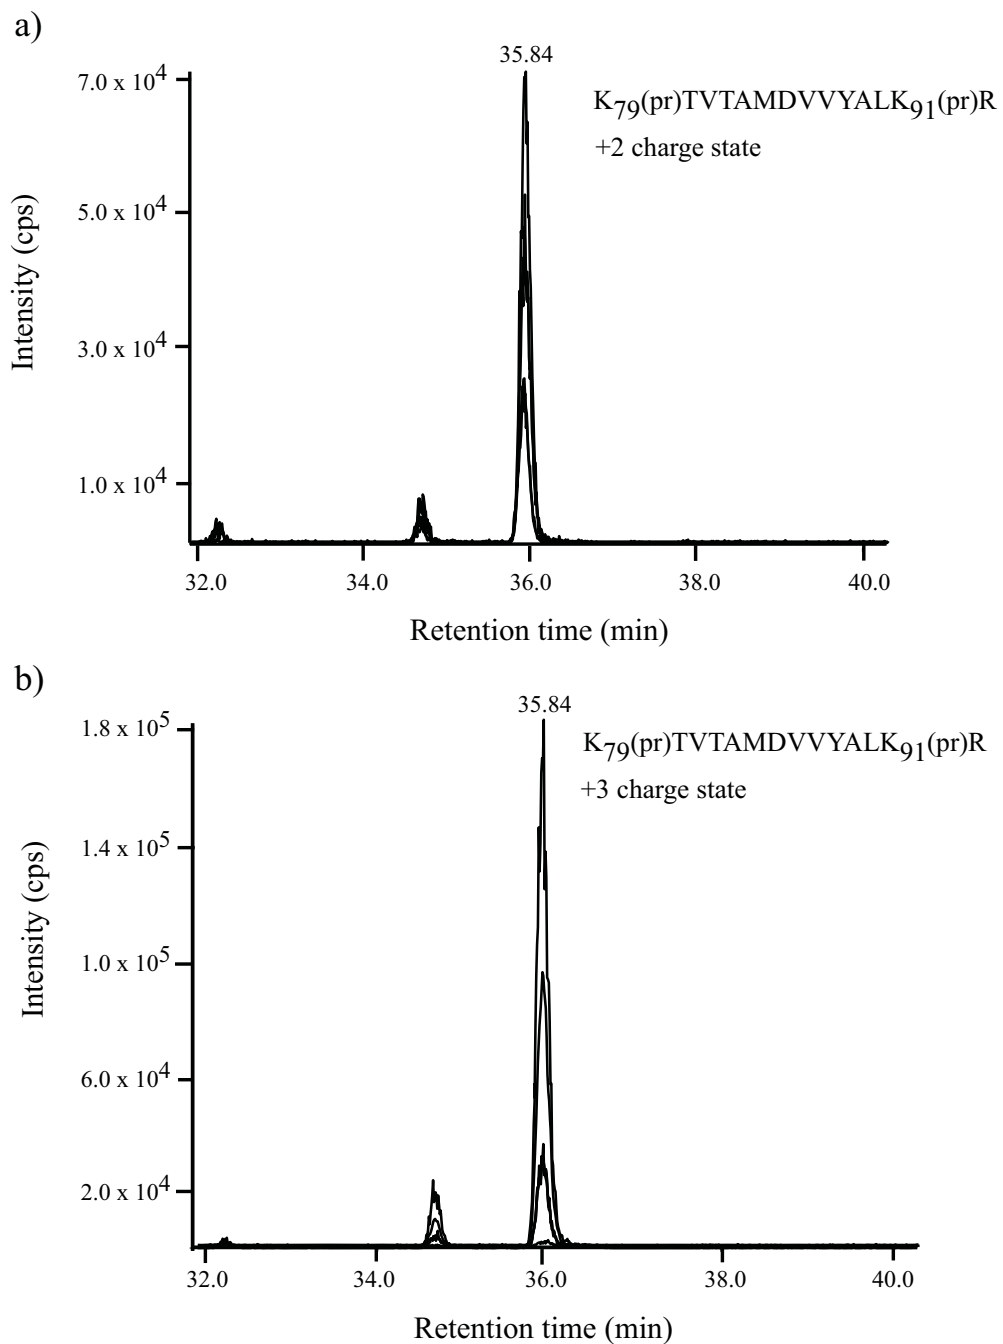 a)
35.84
7.0 x 10^4
K79(pr)TVTAMDVVYALK91(pr)R
+2 charge state
5.0 x 10^4
Intensity (cps)
3.0 x 10^4
1.0 x 10^4
32.0 34.0 36.0 38.0 40.0
Retention time (min)
b)
35.84
1.8 x 10^5
K79(pr)TVTAMDVVYALK91(pr)R
+3 charge state
1.4 x 10^5
Intensity (cps)
1.0 x 10^5
6.0 x 10^4
2.0 x 10^4
32.0 34.0 36.0 38.0 40.0
Retention time (min)